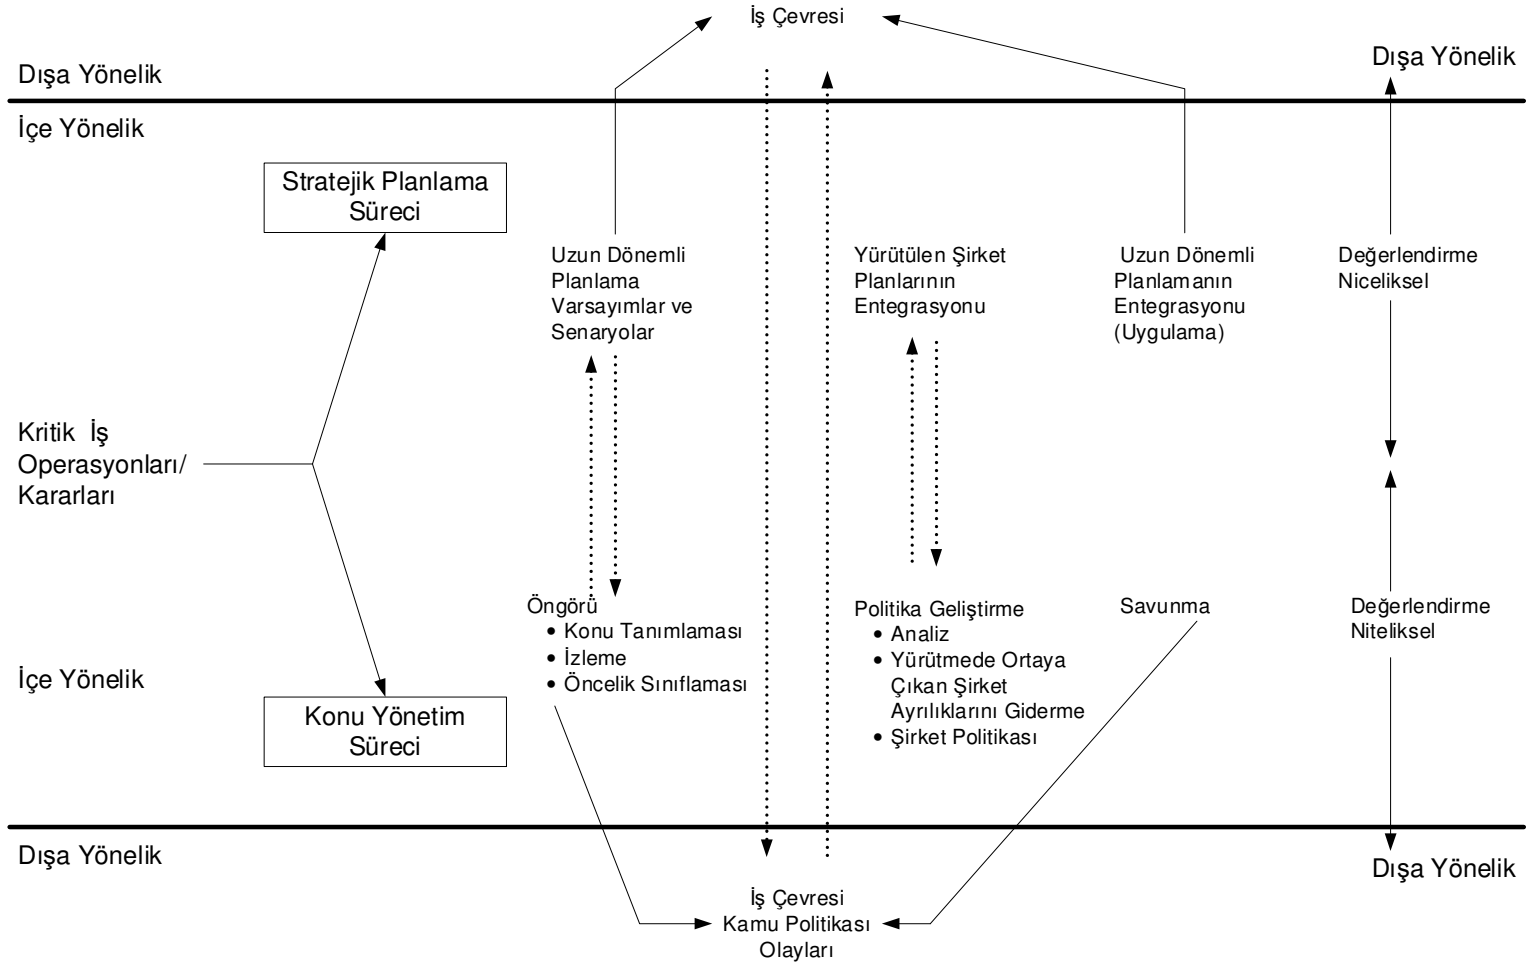 İş Çevresi
Dışa Yönelik
Dışa Yönelik
İçe Yönelik
Stratejik Planlama
Süreci
Uzun Dönemli
Planlama
Varsayımlar ve
Senaryolar
Yürütülen Şirket
Planlarının
Entegrasyonu
Uzun Dönemli
Planlamanın
Entegrasyonu
(Uygulama)
Değerlendirme
Niceliksel
Kritik İş
Operasyonları/
Kararları
Öngörü
• Konu Tanımlaması
• İzleme
• Öncelik Sınıflaması
Politika Geliştirme
• Analiz
• Yürütmede Ortaya
Çıkan Şirket
Ayrılıklarını Giderme
• Şirket Politikası
Savunma
Değerlendirme
Niteliksel
İçe Yönelik
Konu Yönetim
Süreci
Dışa Yönelik
Dışa Yönelik
İş Çevresi
Kamu Politikası
Olayları